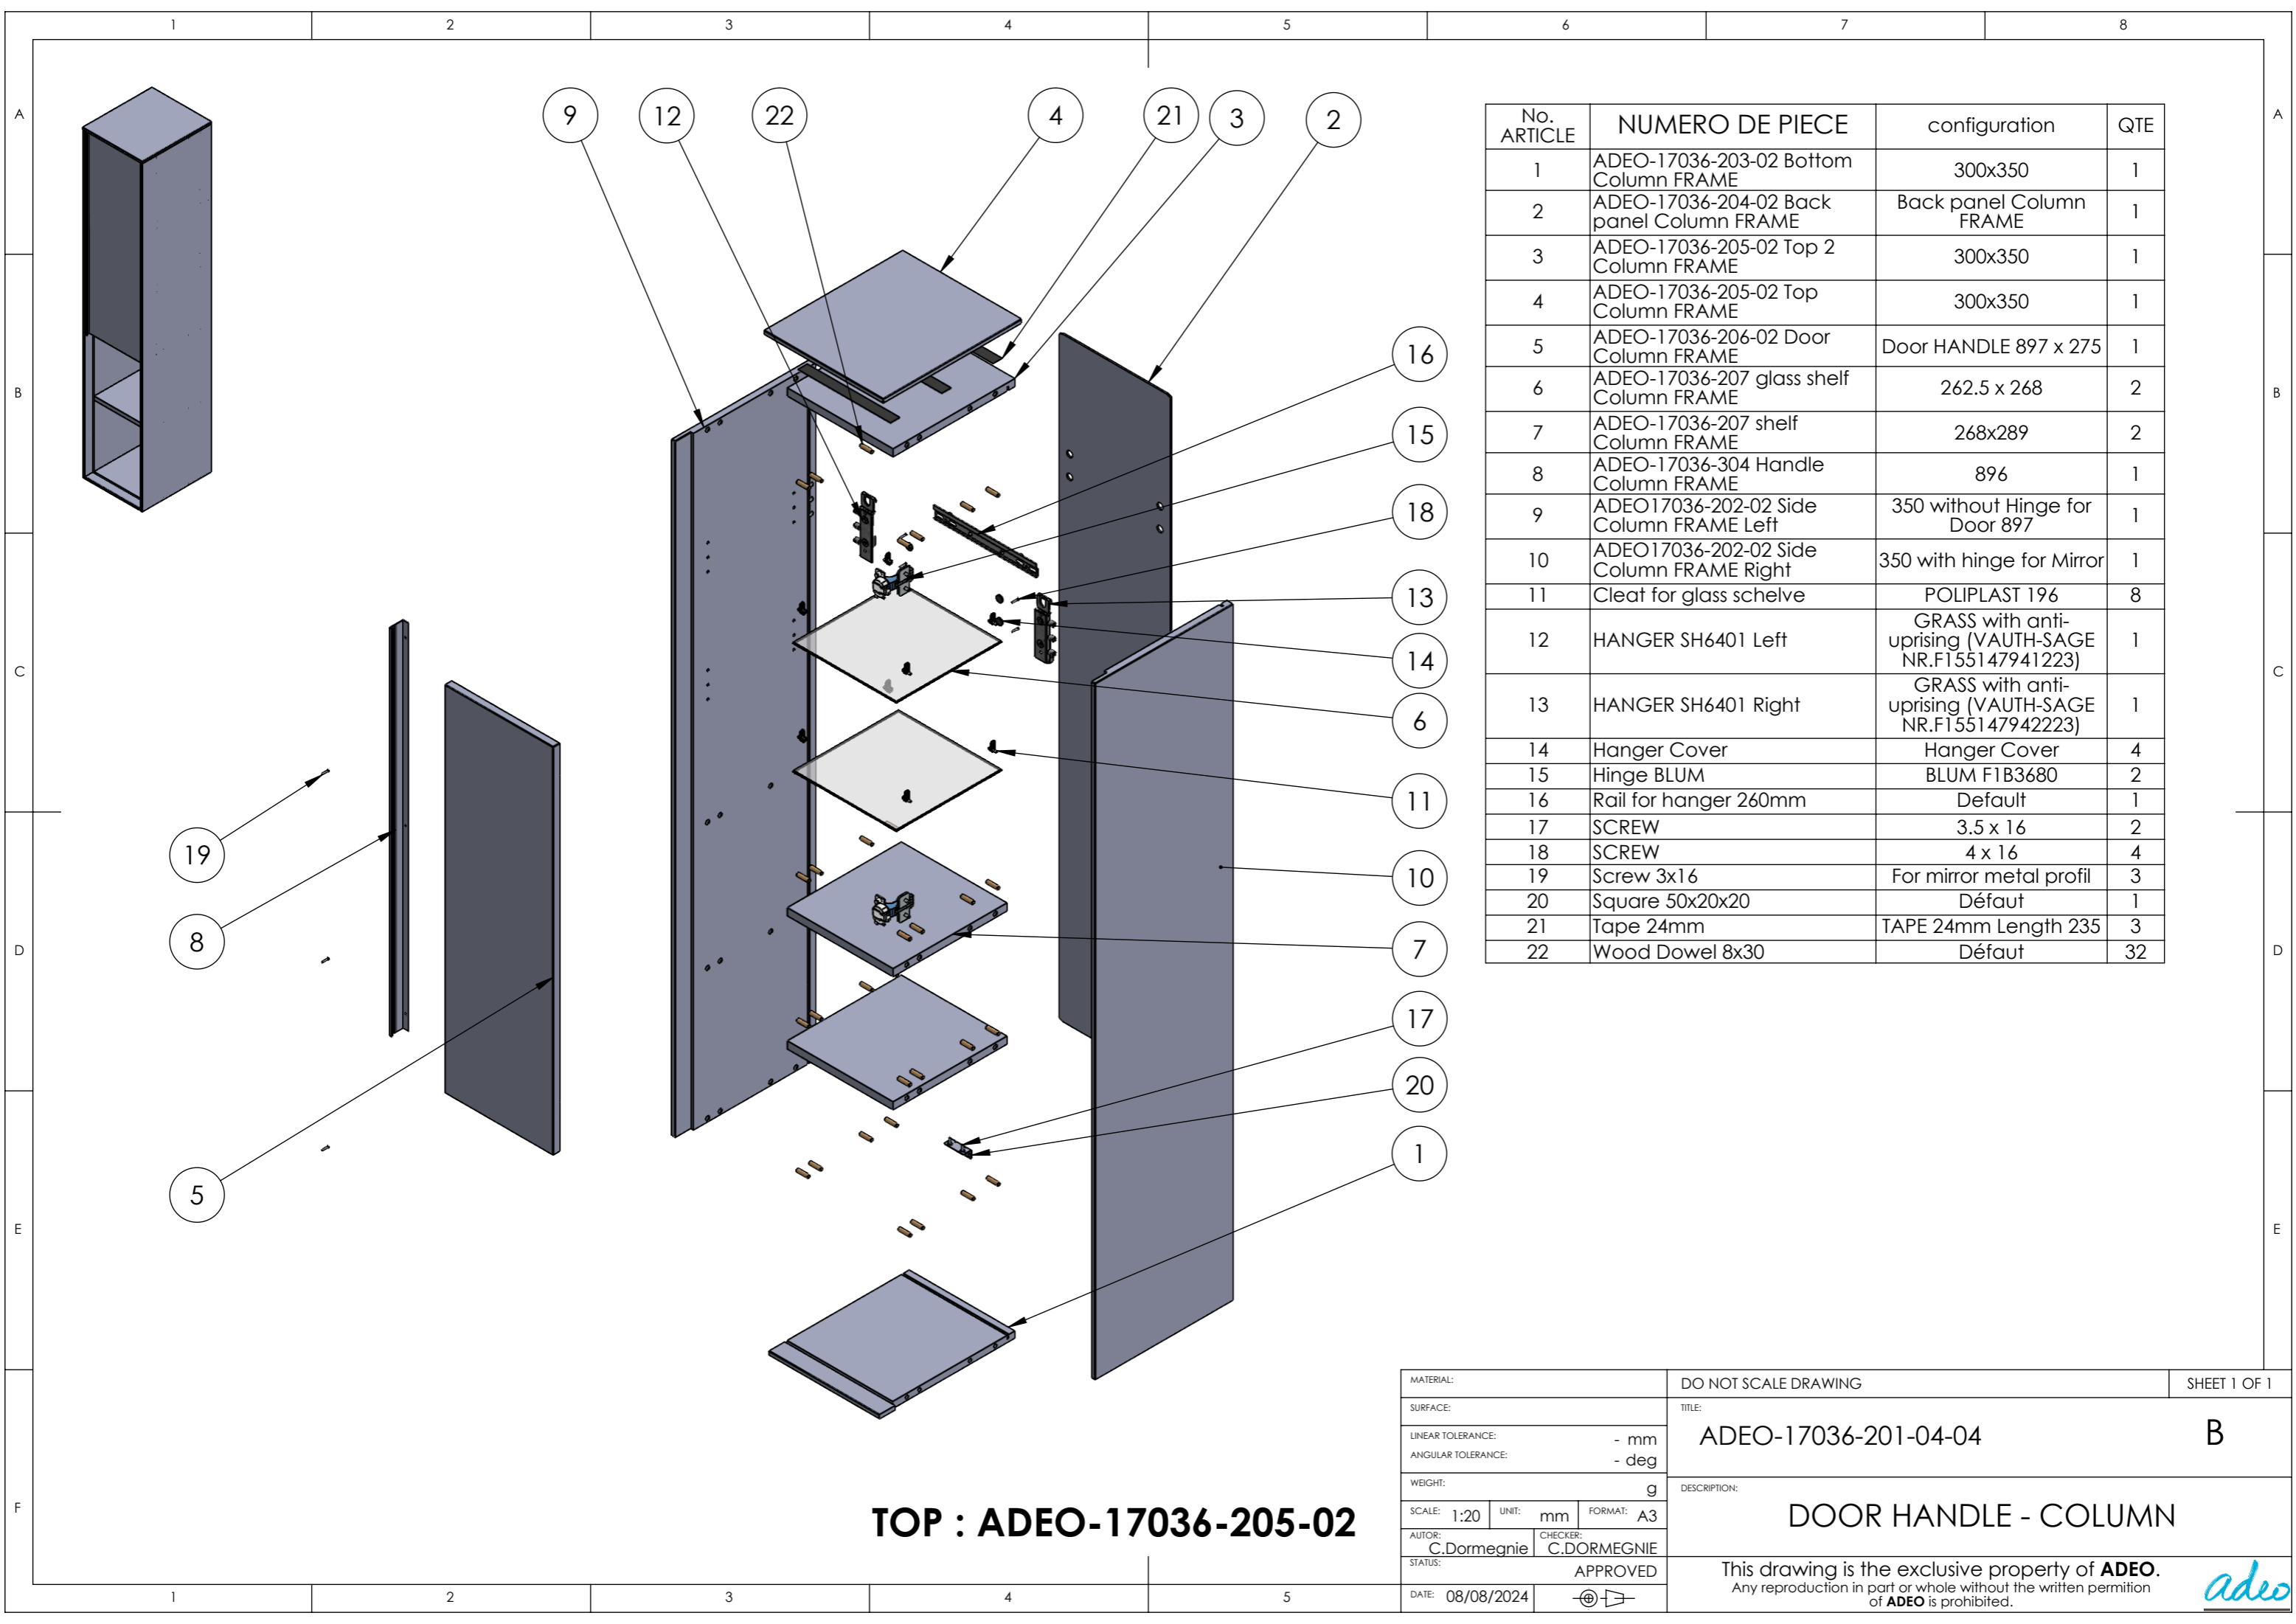 1 2 3 4 5 6 7 8
A A
B B
C C
D D
E E
F
9 12 22 4 21 3 2
16
15
18
13
14
6
11
10
7
17
20
1
19
8
5
No. ARTICLE NUMERO DE PIECE configuration QTE
1 ADEO-17036-203-02 Bottom Column FRAME 300x350 1
2 ADEO-17036-204-02 Back panel Column FRAME Back panel Column FRAME 1
3 ADEO-17036-205-02 Top 2 Column FRAME 300x350 1
4 ADEO-17036-205-02 Top Column FRAME 300x350 1
5 ADEO-17036-206-02 Door Column FRAME Door HANDLE 897 x 275 1
6 ADEO-17036-207 glass shelf Column FRAME 262.5 x 268 2
7 ADEO-17036-207 shelf Column FRAME 268x289 2
8 ADEO-17036-304 Handle Column FRAME 896 1
9 ADEO17036-202-02 Side Column FRAME Left 350 without Hinge for Door 897 1
10 ADEO17036-202-02 Side Column FRAME Right 350 with hinge for Mirror 1
11 Cleat for glass schelve POLIPLAST 196 8
12 HANGER SH6401 Left GRASS with anti-uprising (VAUTH-SAGE NR.F155147941223) 1
13 HANGER SH6401 Right GRASS with anti-uprising (VAUTH-SAGE NR.F155147942223) 1
14 Hanger Cover Hanger Cover 4
15 Hinge BLUM BLUM F1B3680 2
16 Rail for hanger 260mm Default 1
17 SCREW 3.5 x 16 2
18 SCREW 4 x 16 4
19 Screw 3x16 For mirror metal profil 3
20 Square 50x20x20 Défaut 1
21 Tape 24mm TAPE 24mm Length 235 3
22 Wood Dowel 8x30 Défaut 32
TOP : ADEO-17036-205-02
MATERIAL:
SURFACE:
LINEAR TOLERANCE: - mm
ANGULAR TOLERANCE: - deg
WEIGHT: g
SCALE: 1:20 UNIT: mm FORMAT: A3
AUTOR: C.Dormegnie CHECKER: C.DORMEGNIE
STATUS: APPROVED
DATE: 08/08/2024
DO NOT SCALE DRAWING SHEET 1 OF 1
TITLE:
ADEO-17036-201-04-04 B
DESCRIPTION:
DOOR HANDLE - COLUMN
This drawing is the exclusive property of ADEO.
Any reproduction in part or whole without the written permition
of ADEO is prohibited.
adeo
1 2 3 4 5